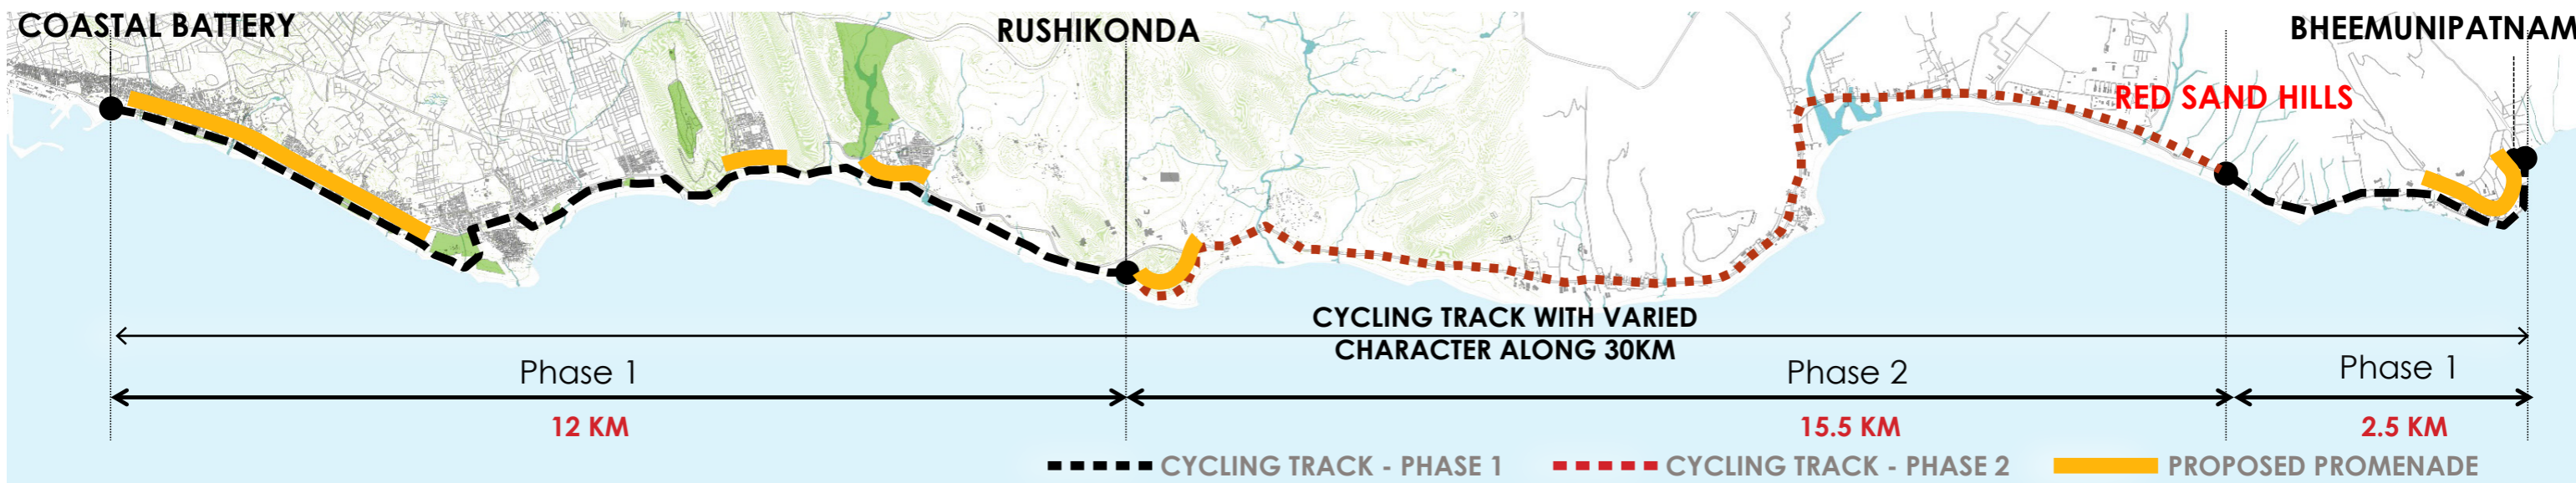 COASTAL BATTERY
RUSHIKONDA
BHEEMUNIPATNAM
RED SAND HILLS
CYCLING TRACK WITH VARIED
CHARACTER ALONG 30KM
Phase 1
Phase 2
Phase 1
12 KM
15.5 KM
2.5 KM
CYCLING TRACK - PHASE 1
CYCLING TRACK - PHASE 2
PROPOSED PROMENADE